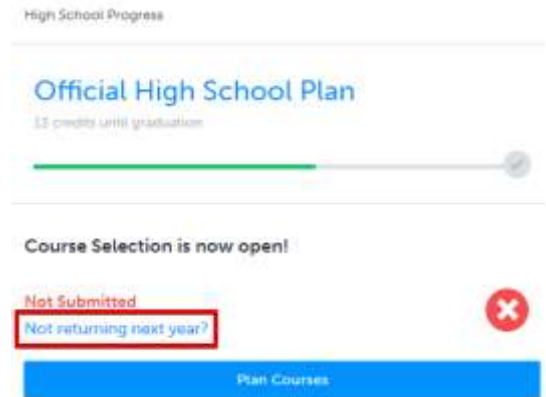 High School Progress
Official High School Plan
13 credits until graduation
Course Selection is now open!
Not Submitted
Not returning next year?
Plan Courses